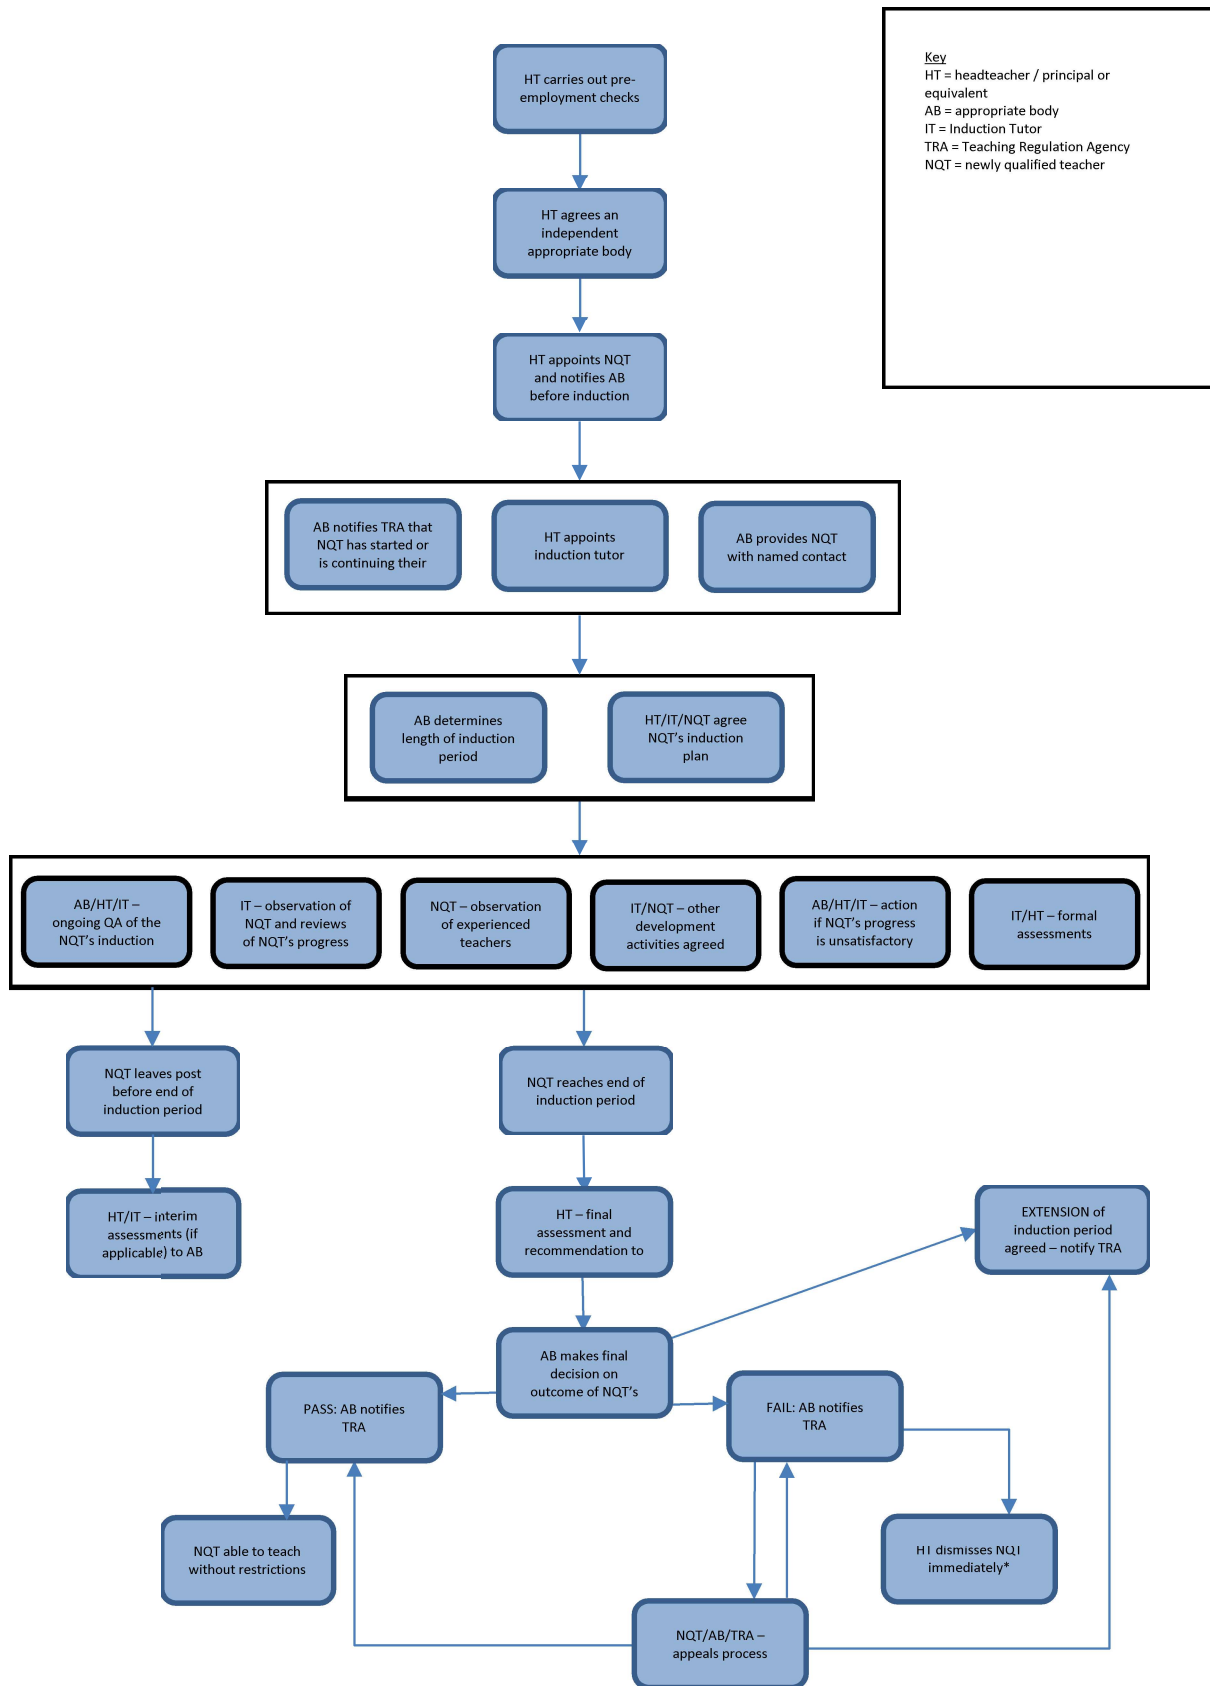 HT carries out pre-
employment checks
Key
HT = headteacher / principal or
equivalent
AB = appropriate body
IT = Induction Tutor
TRA = Teaching Regulation Agency
NQT = newly qualified teacher
HT agrees an
independent
appropriate body
HT appoints NQT
and notifies AB
before induction
AB notifies TRA that
NQT has started or
is continuing their
HT appoints
induction tutor
AB provides NQT
with named contact
AB determines
length of induction
period
HT/IT/NQT agree
NQT’s induction
plan
AB/HT/IT –
ongoing QA of the
NQT’s induction
IT – observation of
NQT and reviews
of NQT’s progress
NQT – observation
of experienced
teachers
IT/NQT – other
development
activities agreed
AB/HT/IT – action
if NQT’s progress
is unsatisfactory
IT/HT – formal
assessments
NQT leaves post
before end of
induction period
NQT reaches end of
induction period
HT/IT – interim
assessments (if
applicable) to AB
HT – final
assessment and
recommendation to
EXTENSION of
induction period
agreed – notify TRA
AB makes final
decision on
outcome of NQT’s
PASS: AB notifies
TRA
FAIL: AB notifies
TRA
NQT able to teach
without restrictions
HT dismisses NQT
immediately*
NQT/AB/TRA –
appeals process